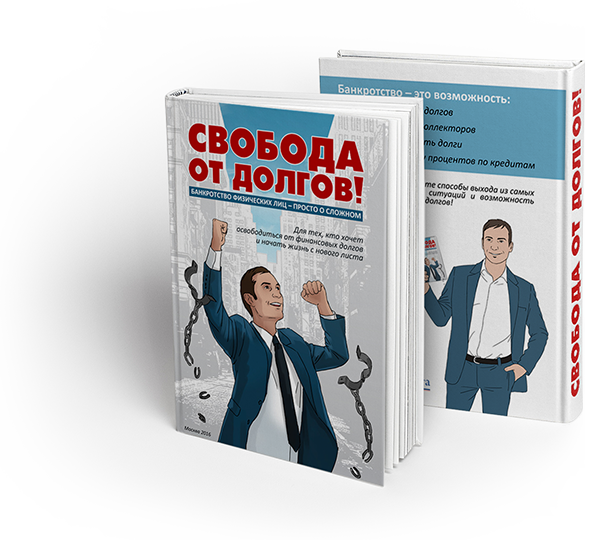 СВОБОДА
ОТ ДОЛГОВ!
БАНКРОТСТВО ФИЗИЧЕСКИХ ЛИЦ – ПРОСТО О СЛОЖНОМ
Для тех, кто хочет
освободиться от финансовых долгов
и начать жизнь с нового листа
Москва 2016
Банкротство – это возможность:
долгов
ть долги
процентов по кредитам
способы выхода из самых
ситуаций и возможность
долгов!
СВОБОДА ОТ ДОЛГОВ!